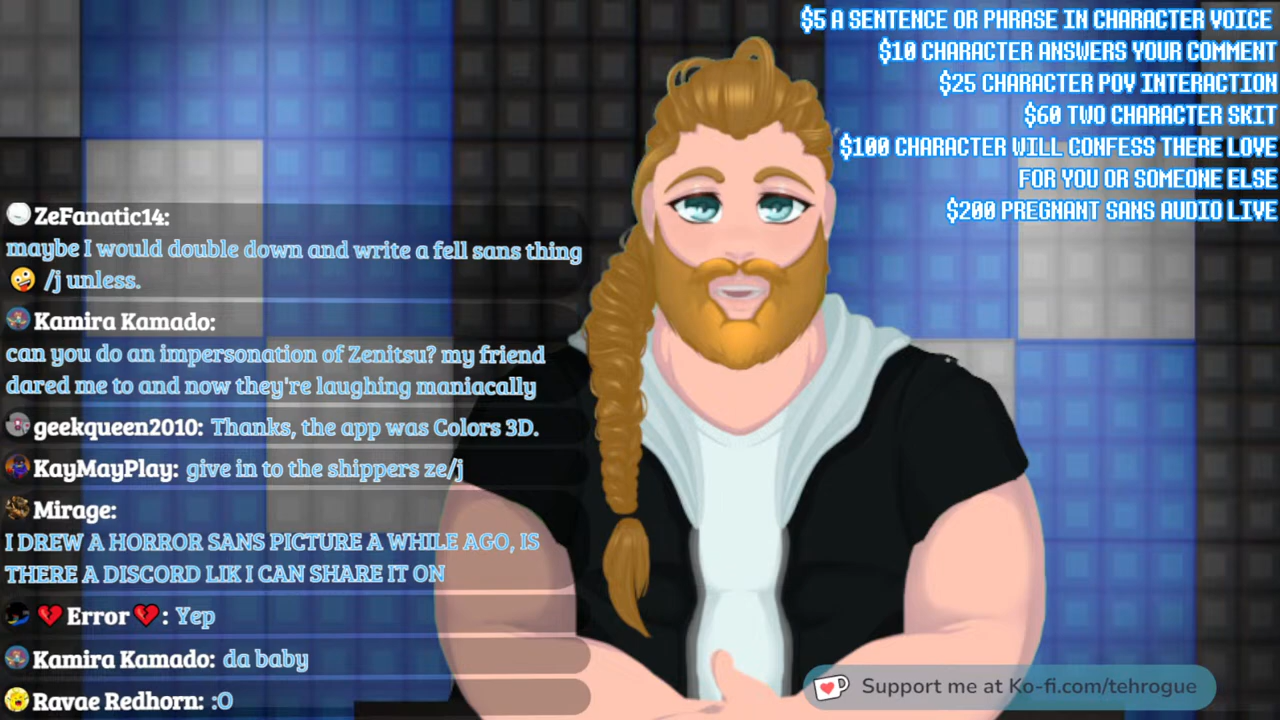 $5 A SENTENCE OR PHRASE IN CHARACTER VOICE
$10 CHARACTER ANSWERS YOUR COMMENT
$25 CHARACTER POV INTERACTION
$60 TWO CHARACTER SKIT
$100 CHARACTER WILL CONFESS THERE LOVE
FOR YOU OR SOMEONE ELSE
$200 PREGNANT SANS AUDIO LIVE
ZeFanatic14:
maybe I would double down and write a fell sans thing
🤪 /j unless.
Kamira Kamado:
can you do an impersonation of Zenitsu? my friend
dared me to and now they're laughing maniacally
geekqueen2010: Thanks, the app was Colors 3D.
KayMayPlay: give in to the shippers ze/j
Mirage:
I DREW A HORROR SANS PICTURE A WHILE AGO, IS
THERE A DISCORD LIK I CAN SHARE IT ON
💔 Error 💔: Yep
Kamira Kamado: da baby
Ravae Redhorn: :O
Support me at Ko-fi.com/tehrogue